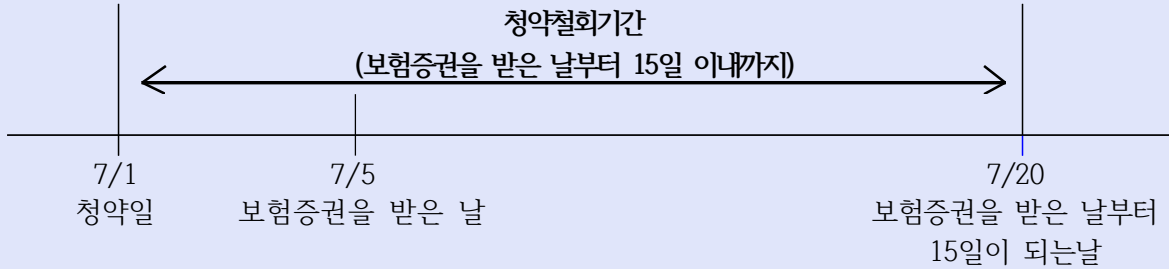 청약철회기간
(보험증권을 받은 날부터 15일 이내까지)
7/1
청약일
7/5
보험증권을 받은 날
7/20
보험증권을 받은 날부터
15일이 되는날